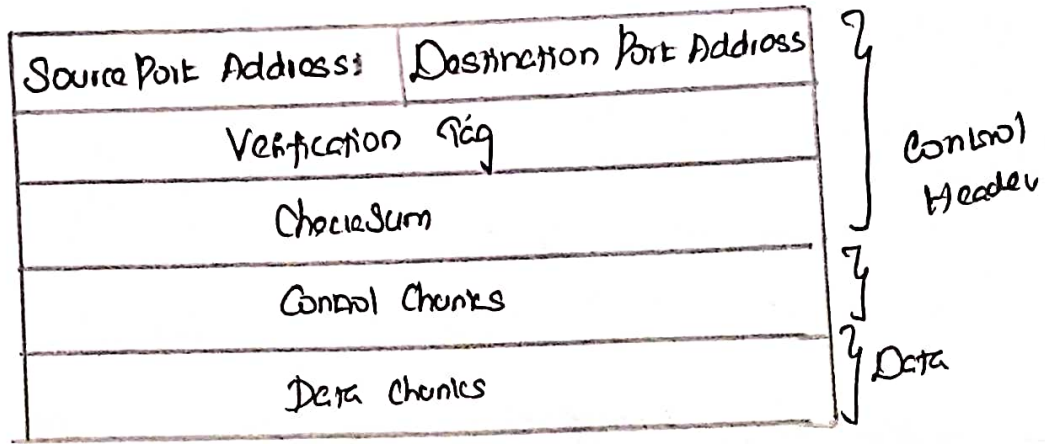 Source Port Address: Destination Port Address
Verification Tag
Checksum
Control Chunks
Data Chunks
Control
Header
Data